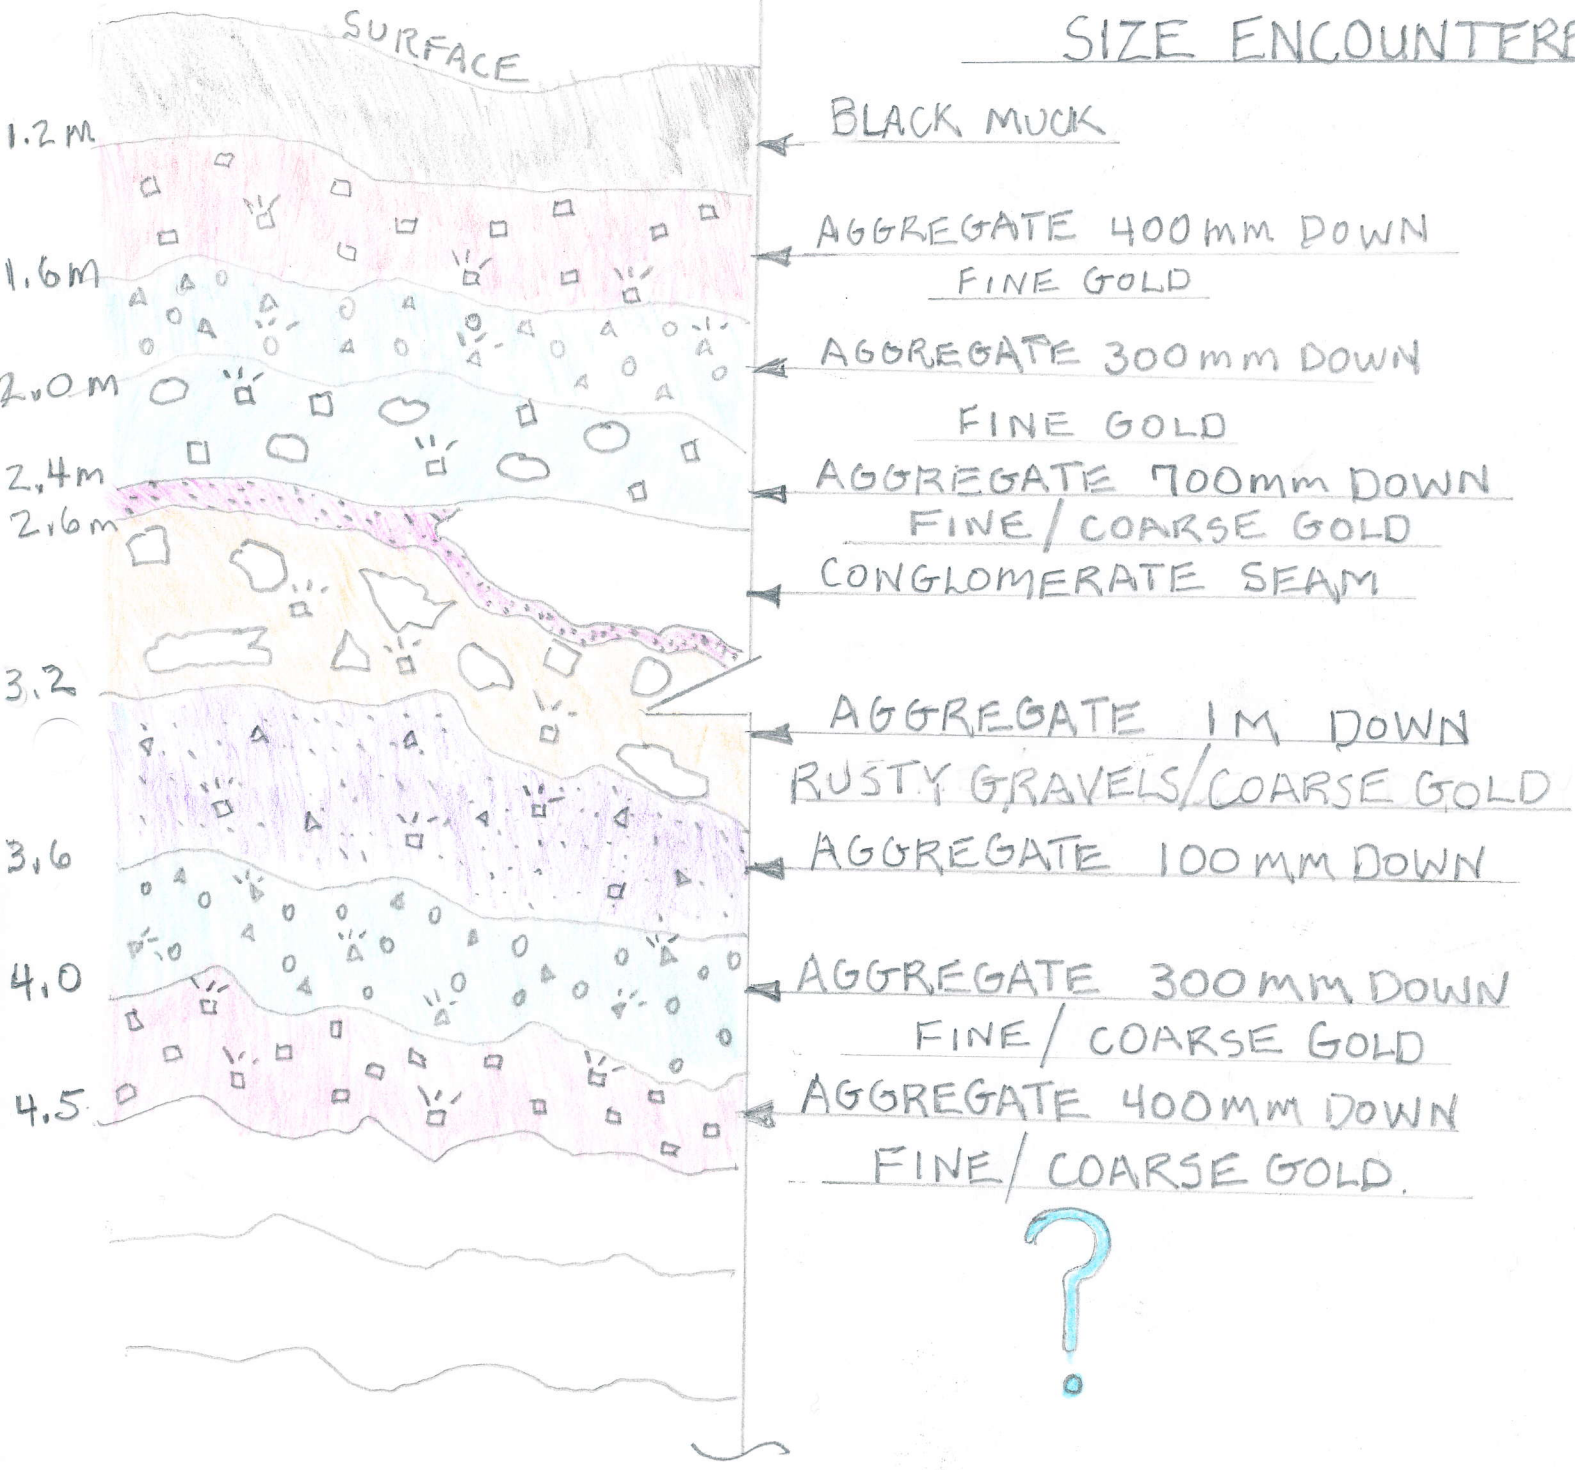 SURFACE
SIZE ENCOUNTERE
1.2 m
BLACK MUCK
AGGREGATE 400mm DOWN
1.6m
FINE GOLD
AGGREGATE 300mm DOWN
2.0m
FINE GOLD
2.4m
AGGREGATE 700mm DOWN
2.6m
FINE/COARSE GOLD
CONGLOMERATE SEAM
3.2
AGGREGATE 1M DOWN
RUSTY GRAVELS/COARSE GOLD
3.6
AGGREGATE 100mm DOWN
4.0
AGGREGATE 300mm DOWN
FINE/COARSE GOLD
4.5
AGGREGATE 400mm DOWN
FINE/COARSE GOLD.
?